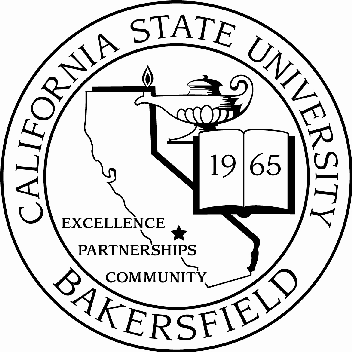 CALIFORNIA STATE UNIVERSITY
BAKERSFIELD
19 65
EXCELLENCE
PARTNERSHIPS
COMMUNITY